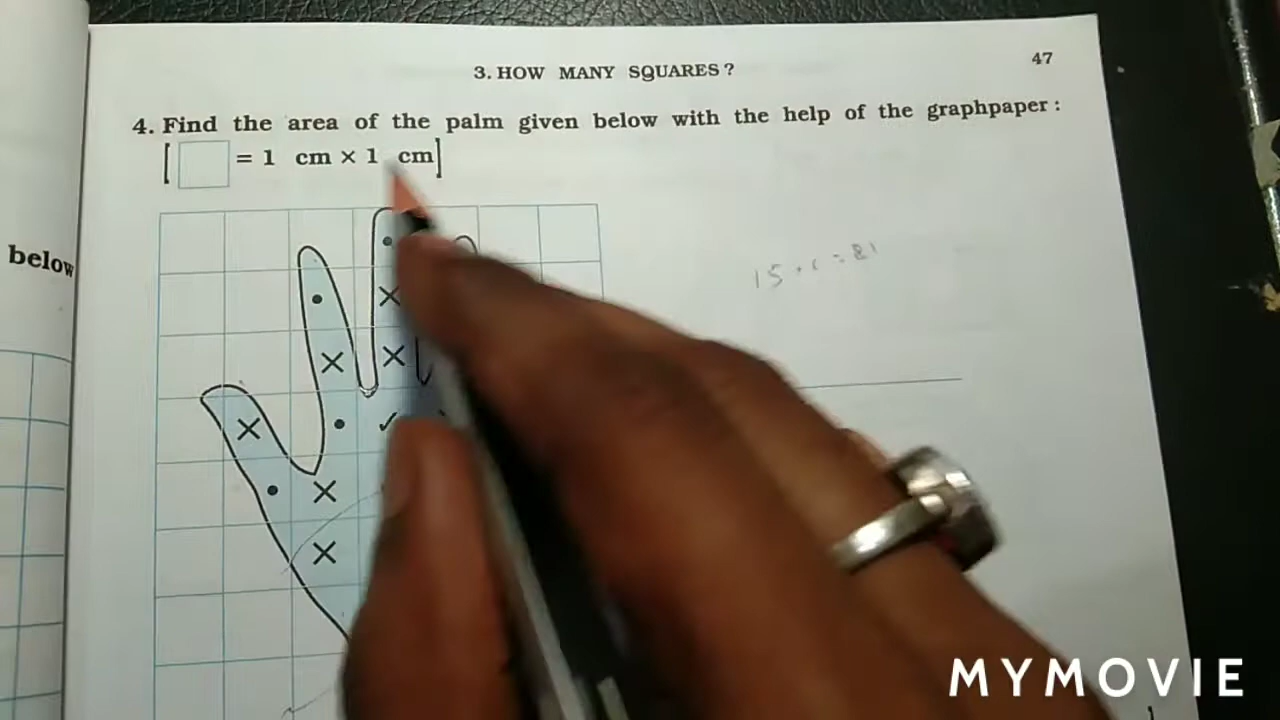 3. HOW MANY SQUARES?
47
4. Find the area of the palm given below with the help of the graphpaper :
[ = 1 cm × 1 cm]
below
MYMOVIE